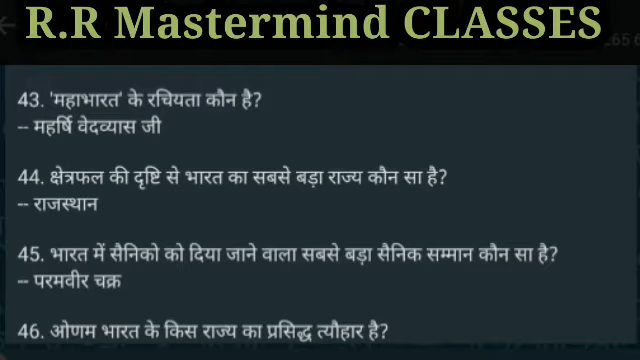 R.R Mastermind CLASSES
43. 'महाभारत' के रचियता कौन है?
-- महर्षि वेदव्यास जी
44. क्षेत्रफल की दृष्टि से भारत का सबसे बड़ा राज्य कौन सा है?
-- राजस्थान
45. भारत में सैनिको को दिया जाने वाला सबसे बड़ा सैनिक सम्मान कौन सा है?
-- परमवीर चक्र
46. ओणम भारत के किस राज्य का प्रसिद्ध त्यौहार है?